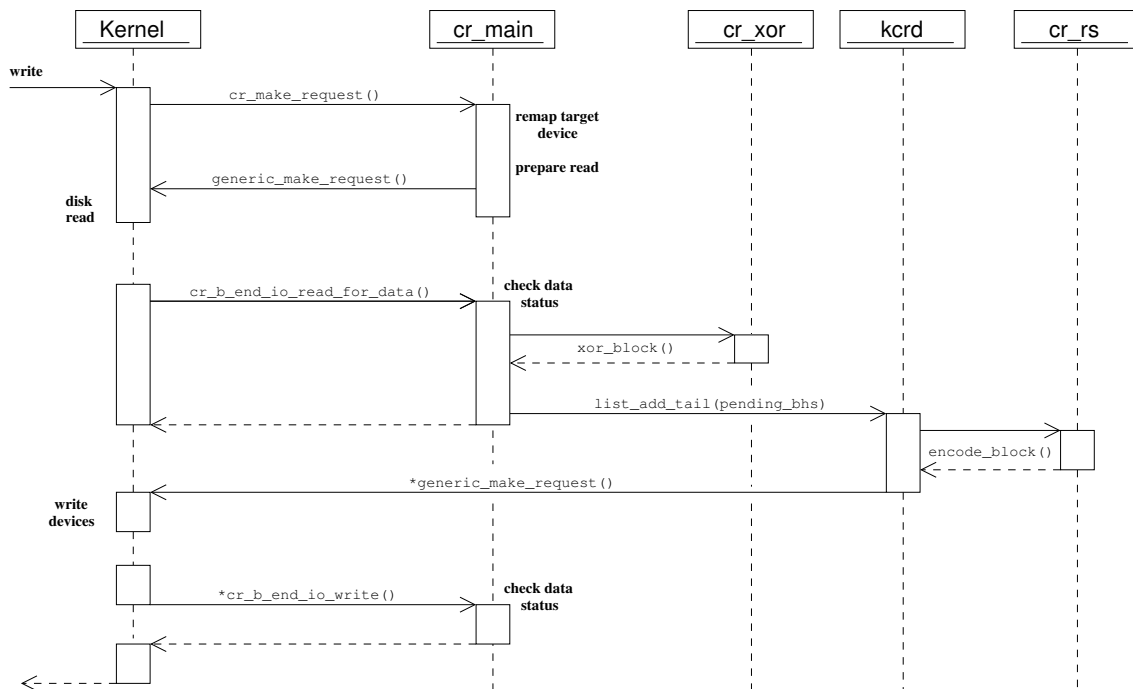 Kernel
cr_main
cr_xor
kcrd
cr_rs
write
cr_make_request()
remap target
device
prepare read
generic_make_request()
disk
read
cr_b_end_io_read_for_data()
check data
status
xor_block()
list_add_tail(pending_bhs)
encode_block()
*generic_make_request()
write
devices
*cr_b_end_io_write()
check data
status